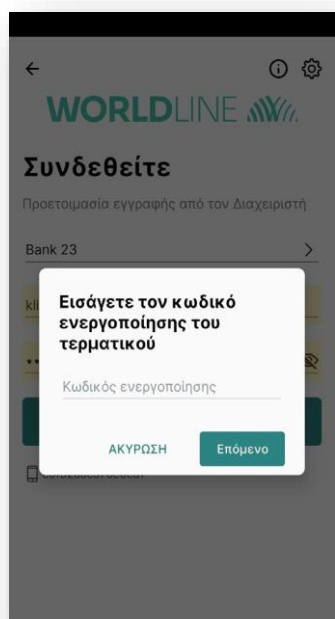 WORLDLINE
Συνδεθείτε
Προετοιμασία εγγραφής από τον Διαχειριστή
Bank 23
kli
Εισάγετε τον κωδικό
ενεργοποίησης του
τερματικού
Κωδικός ενεργοποίησης
ΑΚΥΡΩΣΗ
Επόμενο